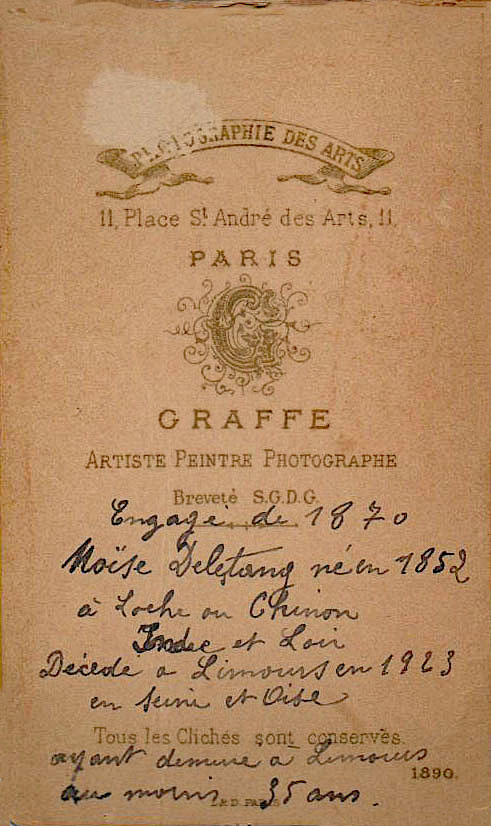 PHOTOGRAPHIE DES ARTS
11, Place St André des Arts, 11.
PARIS
G
GRAFFE
ARTISTE PEINTRE PHOTOGRAPHE
Breveté S.G.D.G.
Engagé de 1870
Moïse Deletang né en 1852
à Loche ou Chinon
Indec et Loir
Décédé a Limours en 1923
en Seine et Oise
Tous les Clichés sont conservés.
ayant demeuré à Limours
1890.
au moins 35 ans.
PARIS